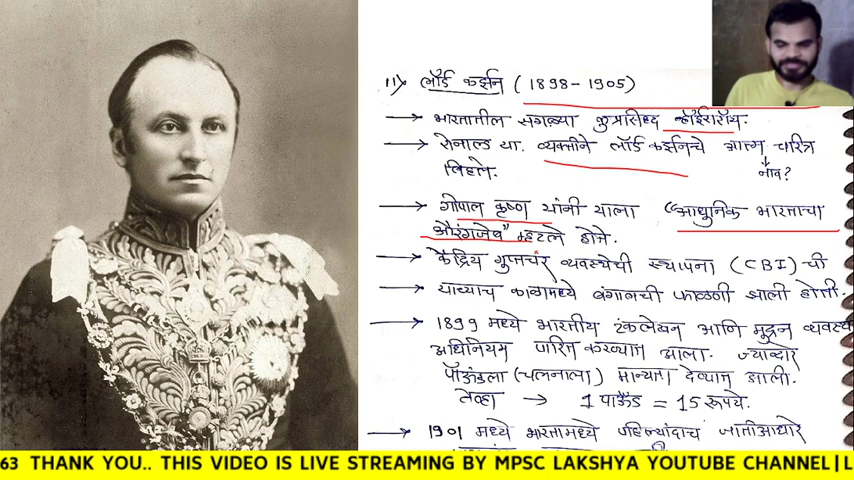 11) लॉर्ड कर्झन (1898-1905)
→ भारतातील सगळ्या कुप्रसिध्द व्हॉईसरॉय.
→ रोनाल्ड या. व्यक्तीने लॉर्ड कर्झनचे आत्म चरित्र
लिहले. नाव?
→ गोपाल कृष्ण यांनी याला "आधुनिक भारताचा
औरंगजेब" म्हटले होते.
→ केंद्रिय गुप्तचर व्यवस्थेची स्थापना (CBI) ची
→ याच्याच काळामध्ये बंगालची फाळणी झाली होती.
→ 1899 मध्ये भारतीय टंकलेखन आणि मुद्रन व्यवस्थ
अधिनियम पारित करण्यात आला. ज्याव्दारे
पॉऊंडला (चलनाला) मान्यता देण्यात आली.
तेव्हा → 1 पाऊंड = 15 रूपये.
→ 1901 मध्ये भारतामध्ये पहिल्यांदाच जातीआधारे
63 THANK YOU.. THIS VIDEO IS LIVE STREAMING BY MPSC LAKSHYA YOUTUBE CHANNEL|L